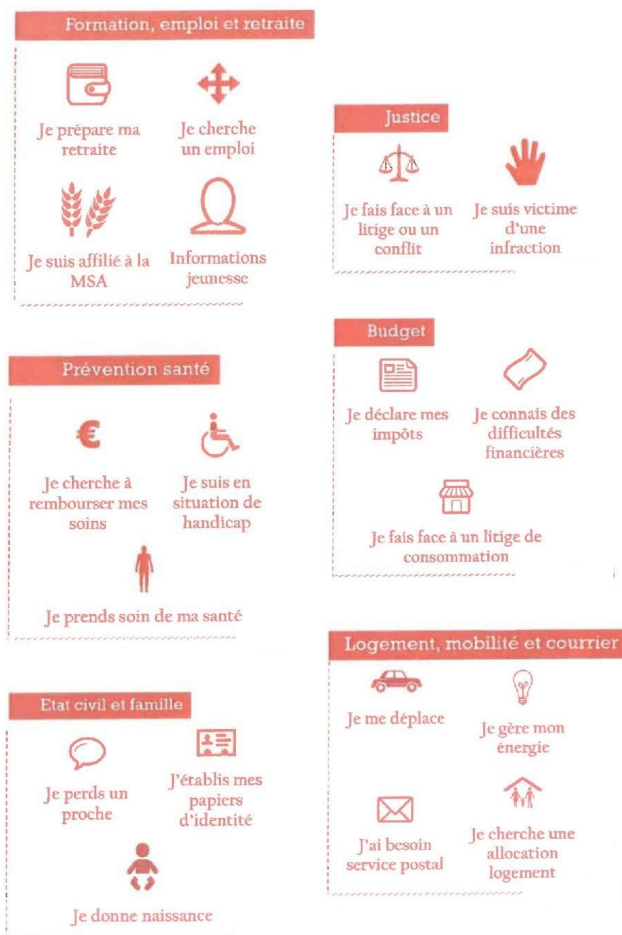 Formation, emploi et retraite
Je prépare ma
retraite
Je cherche
un emploi
Je suis affilié à la
MSA
Informations
jeunesse
Justice
Je fais face à un
litige ou un
conflit
Je suis victime
d'une
infraction
Prévention santé
Je cherche à
rembourser mes
soins
Je suis en
situation de
handicap
Je prends soin de ma santé
Budget
Je déclare mes
impôts
Je connais des
difficultés
financières
Je fais face à un litige de
consommation
Etat civil et famille
Je perds un
proche
J'établis mes
papiers
d'identité
Je donne naissance
Logement, mobilité et courrier
Je me déplace
Je gère mon
énergie
J'ai besoin
service postal
Je cherche une
allocation
logement